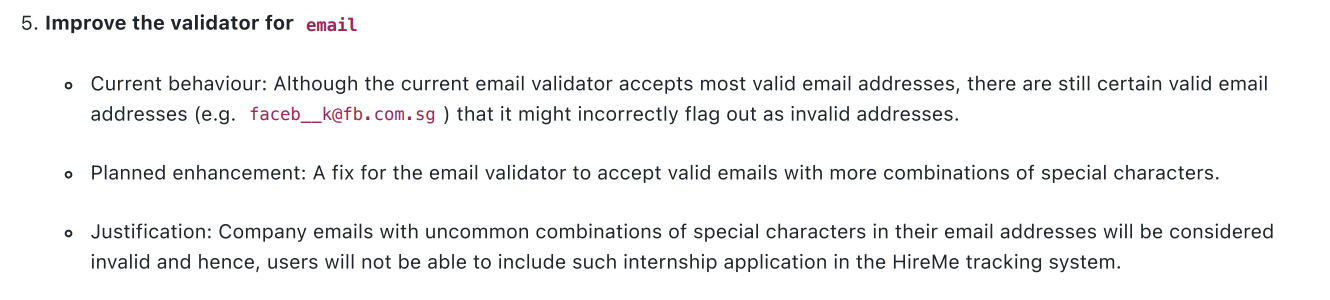 5. Improve the validator for email
Current behaviour: Although the current email validator accepts most valid email addresses, there are still certain valid email
addresses (e.g. faceb__k@fb.com.sg ) that it might incorrectly flag out as invalid addresses.
Planned enhancement: A fix for the email validator to accept valid emails with more combinations of special characters.
Justification: Company emails with uncommon combinations of special characters in their email addresses will be considered
invalid and hence, users will not be able to include such internship application in the HireMe tracking system.